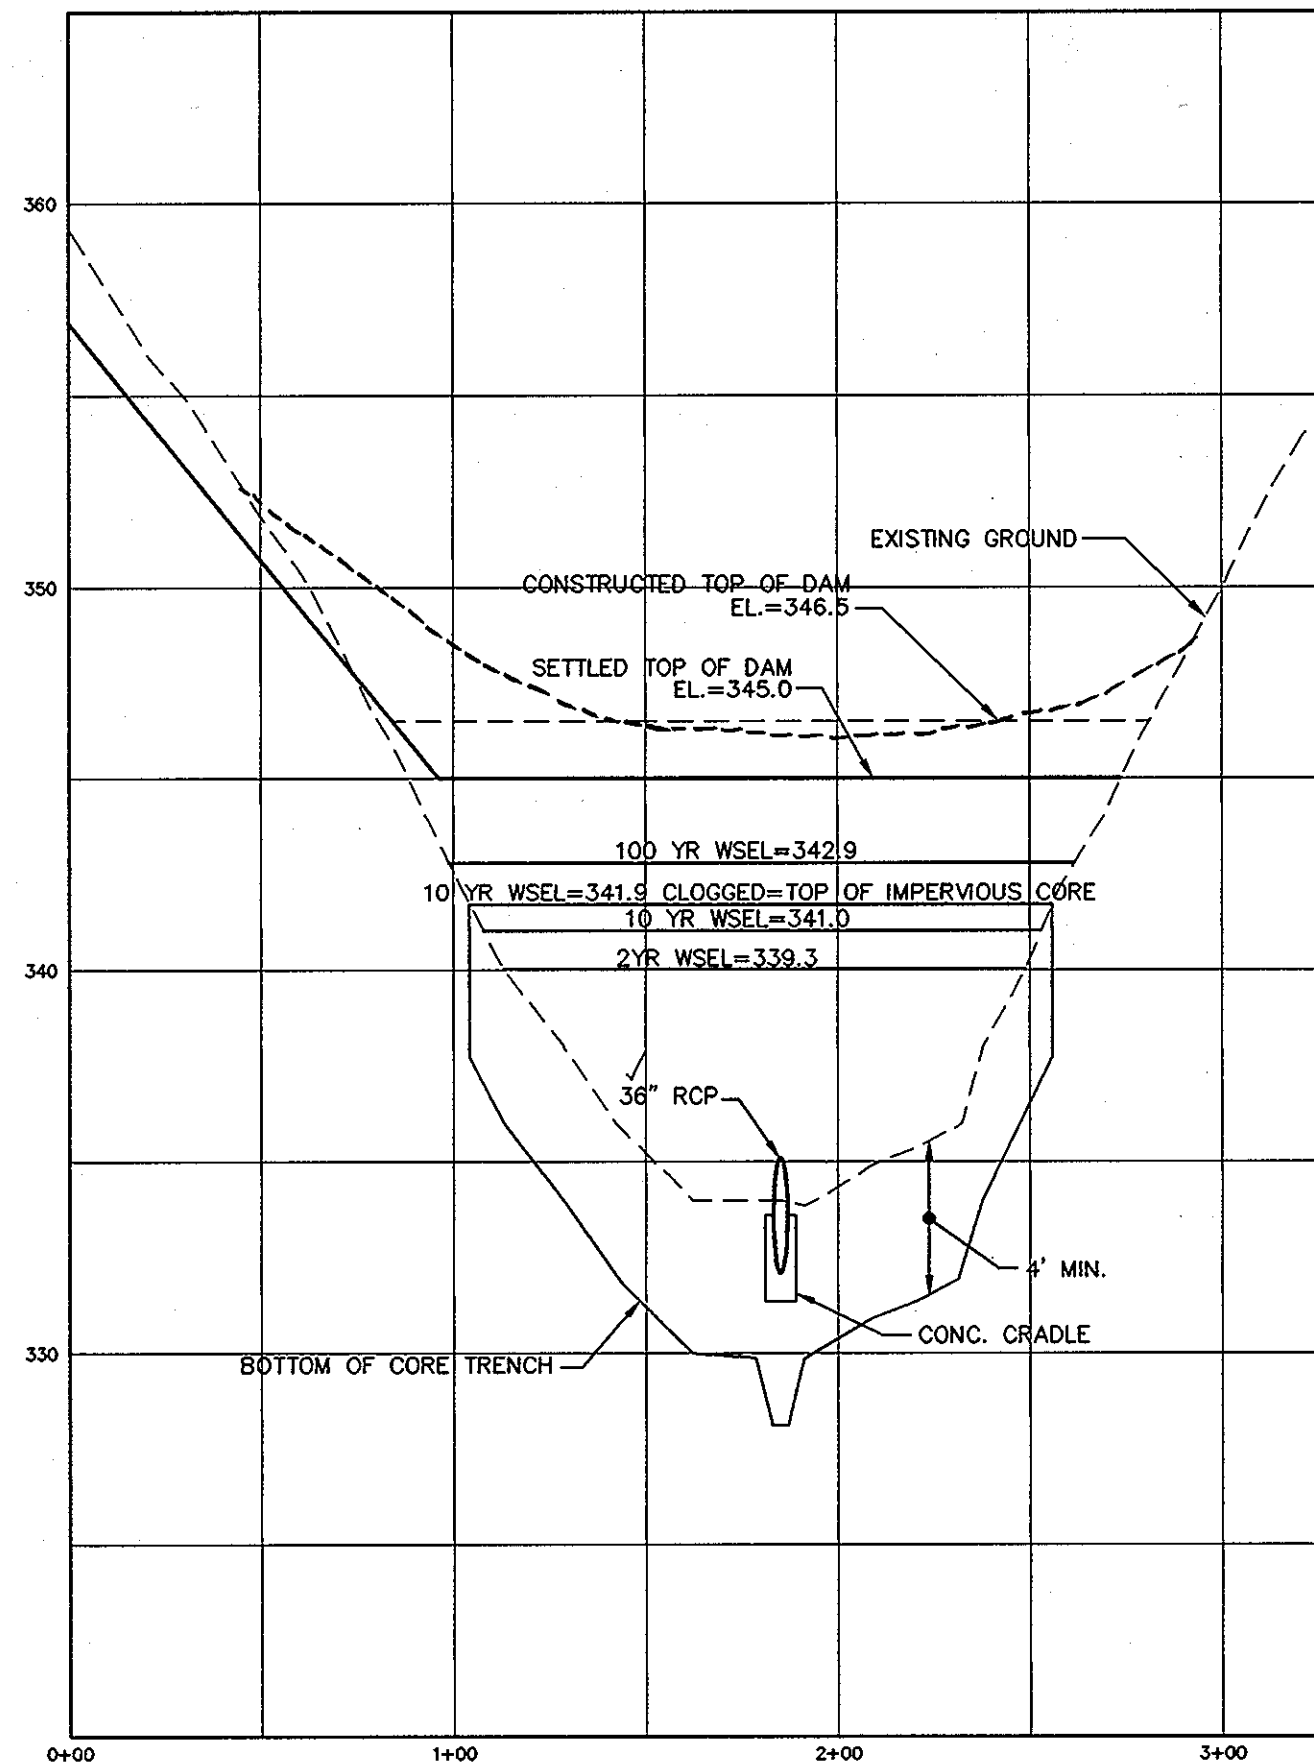 360
EXISTING GROUND
350
CONSTRUCTED TOP OF DAM
EL.=346.5
SETTLED TOP OF DAM
EL.=345.0
100 YR WSEL=342.9
10 YR WSEL=341.9 CLOGGED=TOP OF IMPERVIOUS CORE
10 YR WSEL=341.0
2YR WSEL=339.3
340
36" RCP
4' MIN.
CONC. CRADLE
330
BOTTOM OF CORE TRENCH
0+00 1+00 2+00 3+00